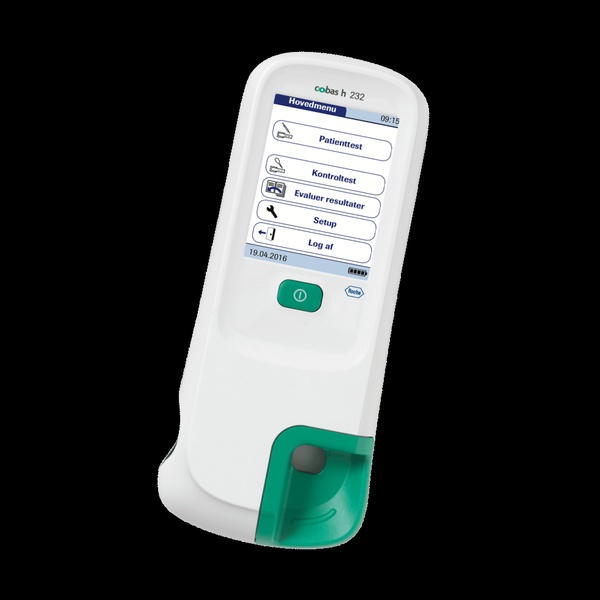 cobas h 232
Hovedmenu 09:15
Patienttest
Kontroltest
Evaluer resultater
Setup
Log af
19.04.2016
Roche